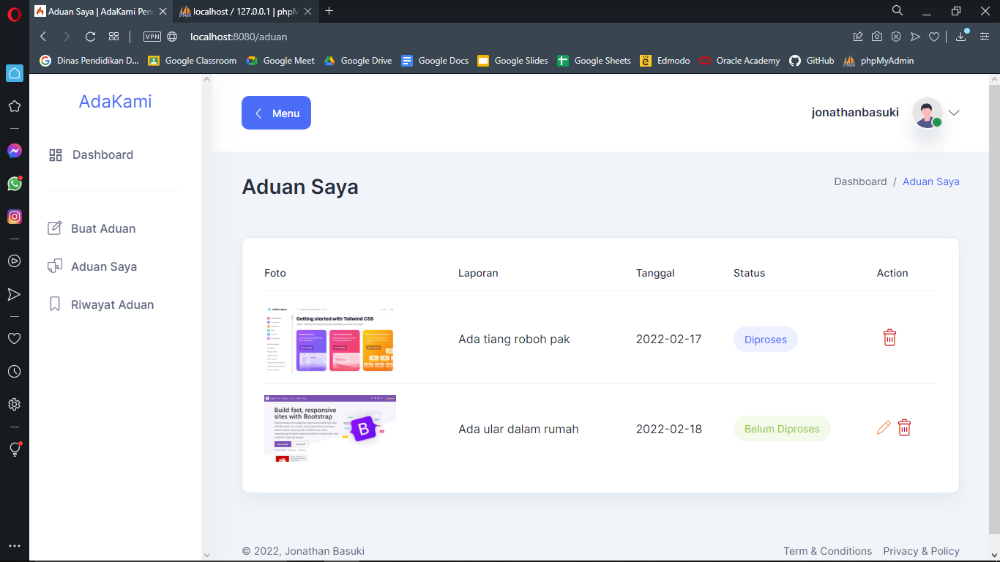 Aduan Saya | AdaKami Pen
localhost / 127.0.0.1 | phpM
VPN localhost:8080/aduan
Dinas Pendidikan D... Google Classroom Google Meet Google Drive Google Docs Google Slides Google Sheets Edmodo Oracle Academy GitHub phpMyAdmin
AdaKami
Dashboard
Buat Aduan
Aduan Saya
Riwayat Aduan
Menu
jonathanbasuki
Aduan Saya
Dashboard / Aduan Saya
Foto Laporan Tanggal Status Action
Getting started with Tailwind CSS
Ada tiang roboh pak 2022-02-17 Diproses
Build fast, responsive
sites with Bootstrap
B
Ada ular dalam rumah 2022-02-18 Belum Diproses
© 2022, Jonathan Basuki
Term & Conditions Privacy & Policy